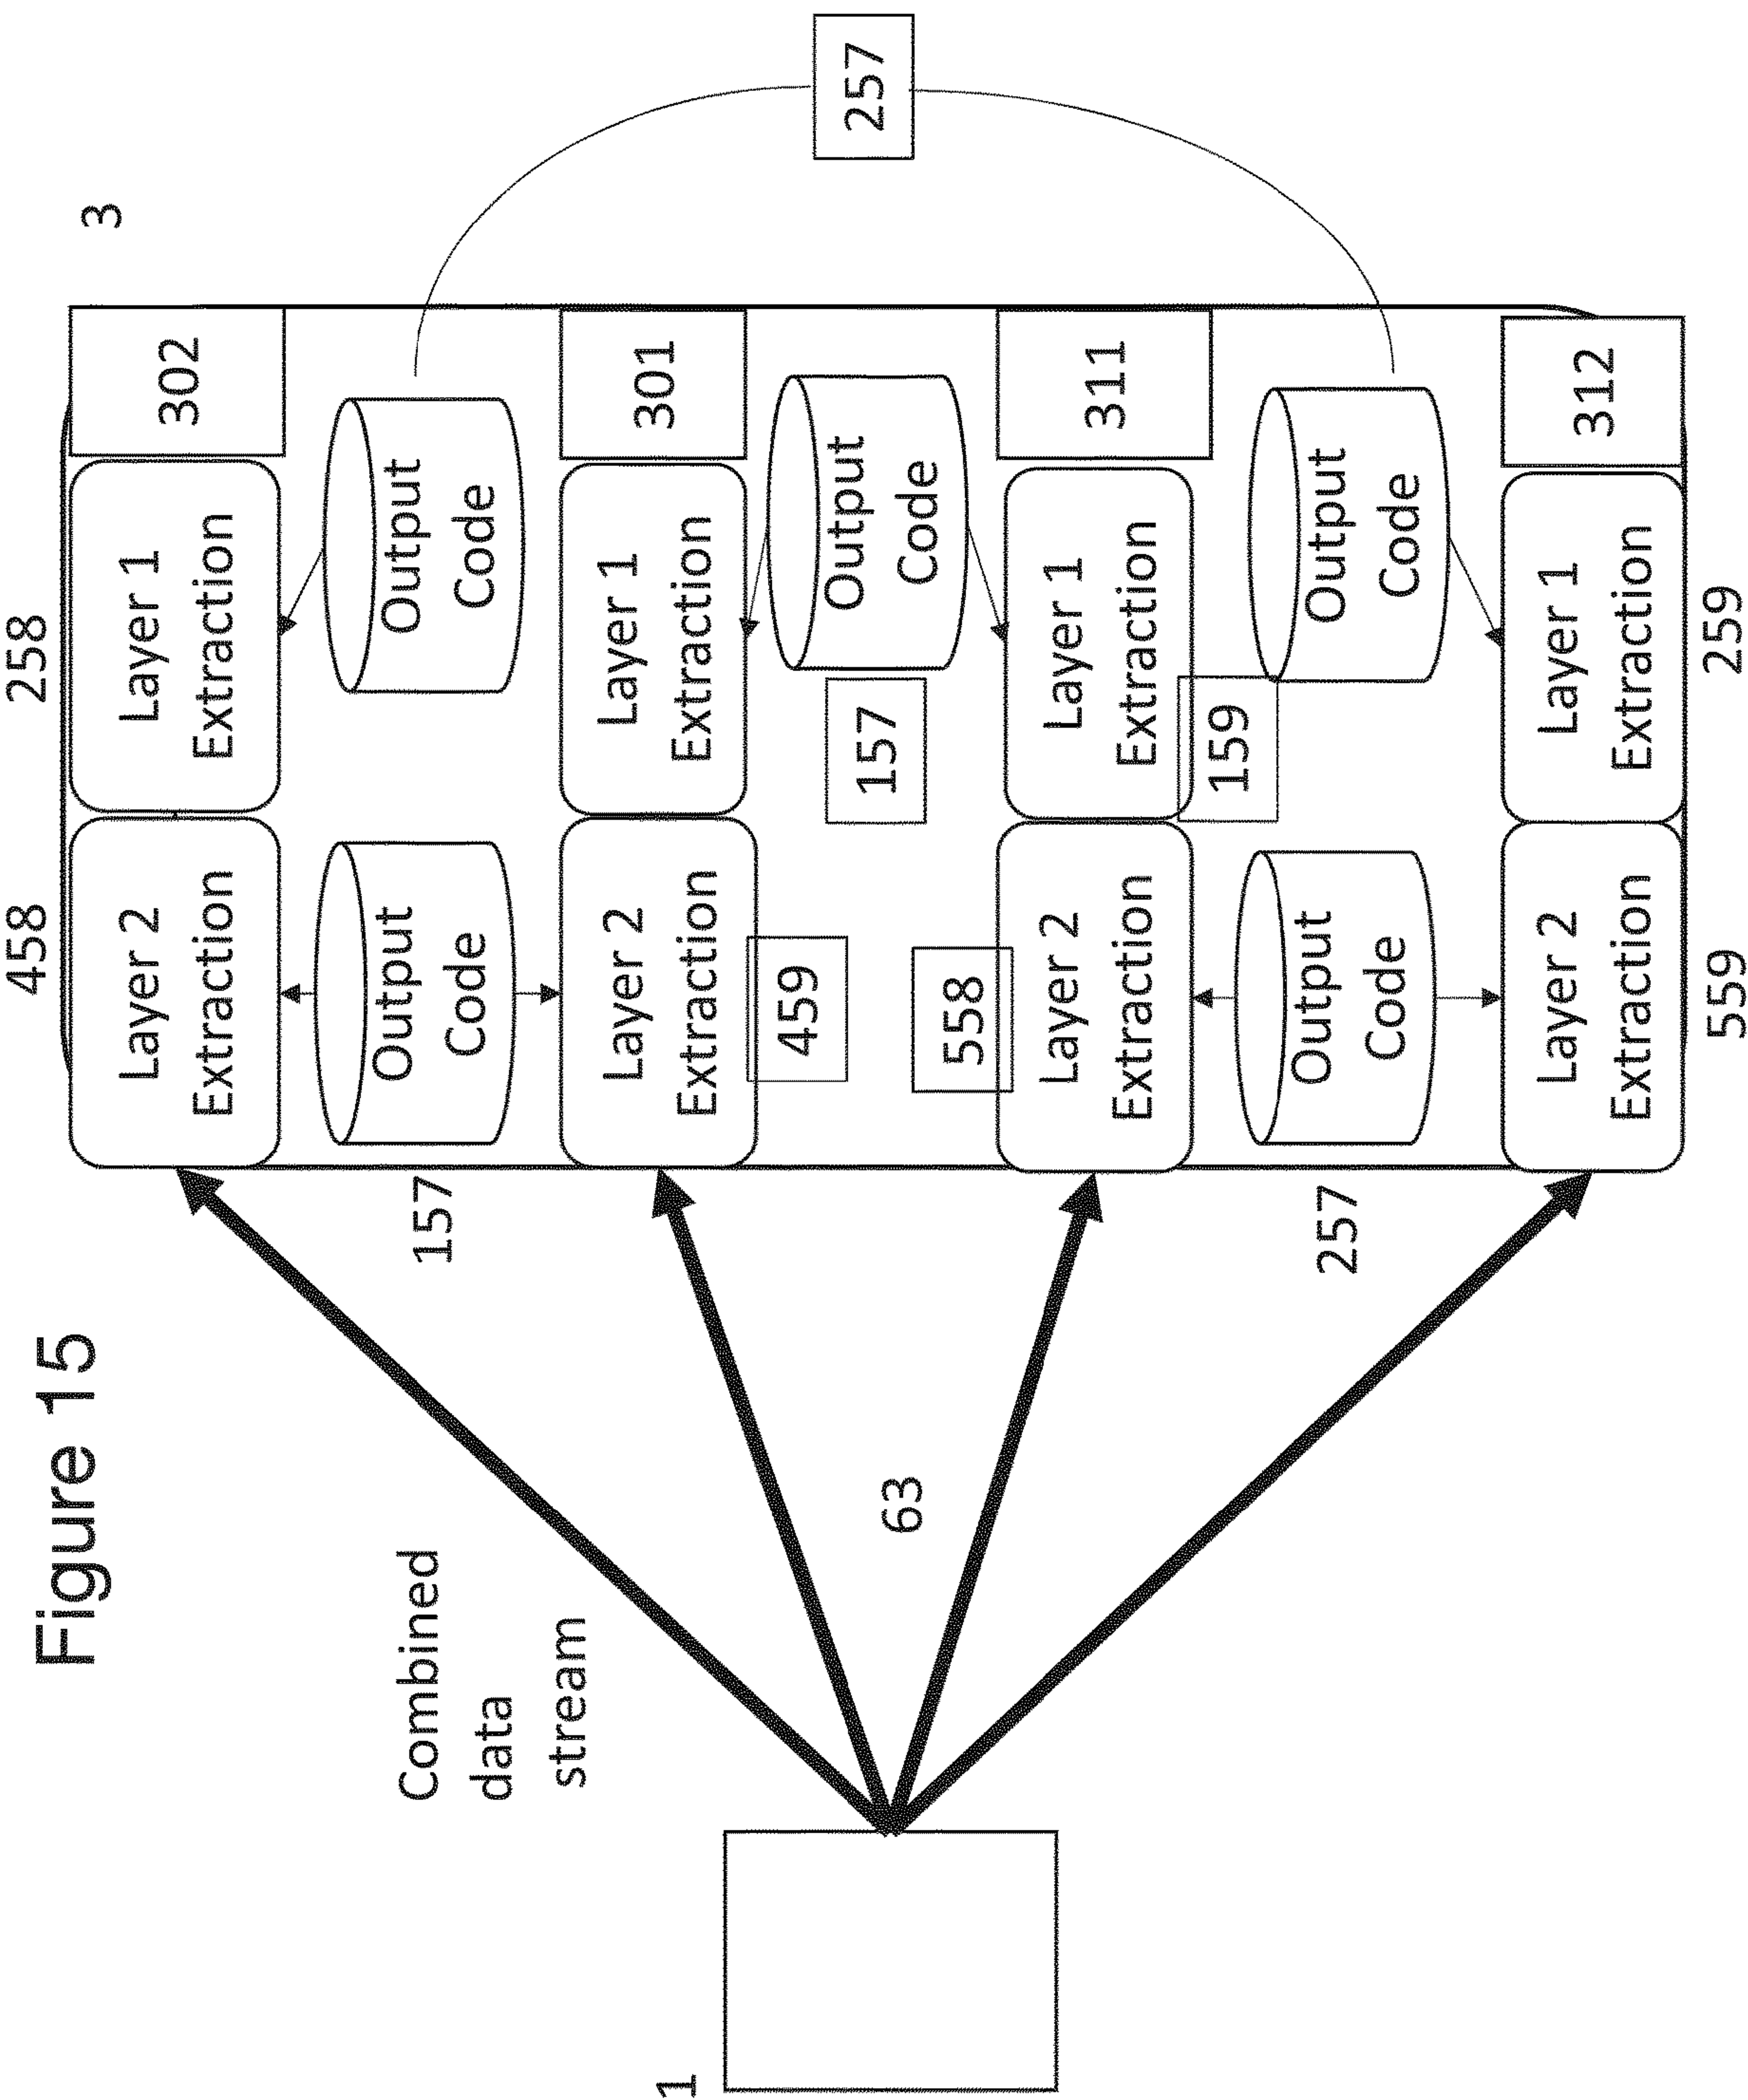 Figure 15
458
258
3
Layer 2
Extraction
Layer 1
Extraction
302
Combined
data
stream
157
Output
Code
Output
Code
Layer 2
Extraction
Layer 1
Extraction
301
1
459
157
Output
Code
257
63
558
Layer 2
Extraction
Layer 1
Extraction
311
159
257
Output
Code
Output
Code
Layer 2
Extraction
Layer 1
Extraction
312
559
259